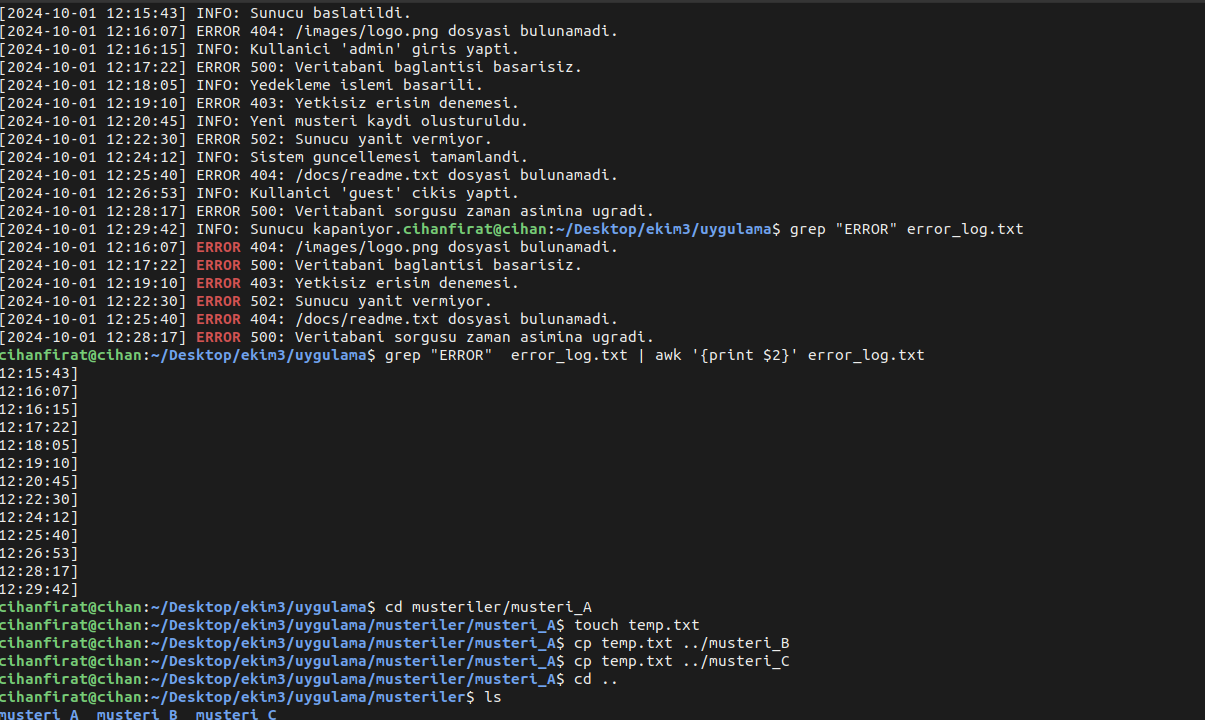 [2024-10-01 12:15:43] INFO: Sunucu baslatildi.
[2024-10-01 12:16:07] ERROR 404: /images/logo.png dosyasi bulunamadi.
[2024-10-01 12:16:15] INFO: Kullanici 'admin' giris yapti.
[2024-10-01 12:17:22] ERROR 500: Veritabani baglantisi basarisiz.
[2024-10-01 12:18:05] INFO: Yedekleme islemi basarili.
[2024-10-01 12:19:10] ERROR 403: Yetkisiz erisim denemesi.
[2024-10-01 12:20:45] INFO: Yeni musteri kaydi olusturuldu.
[2024-10-01 12:22:30] ERROR 502: Sunucu yanit vermiyor.
[2024-10-01 12:24:12] INFO: Sistem guncellemesi tamamlandi.
[2024-10-01 12:25:40] ERROR 404: /docs/readme.txt dosyasi bulunamadi.
[2024-10-01 12:26:53] INFO: Kullanici 'guest' cikis yapti.
[2024-10-01 12:28:17] ERROR 500: Veritabani sorgusu zaman asimina ugradi.
[2024-10-01 12:29:42] INFO: Sunucu kapaniyor.cihanfirat@cihan:~/Desktop/ekim3/uygulama$ grep "ERROR" error_log.txt
[2024-10-01 12:16:07] ERROR 404: /images/logo.png dosyasi bulunamadi.
[2024-10-01 12:17:22] ERROR 500: Veritabani baglantisi basarisiz.
[2024-10-01 12:19:10] ERROR 403: Yetkisiz erisim denemesi.
[2024-10-01 12:22:30] ERROR 502: Sunucu yanit vermiyor.
[2024-10-01 12:25:40] ERROR 404: /docs/readme.txt dosyasi bulunamadi.
[2024-10-01 12:28:17] ERROR 500: Veritabani sorgusu zaman asimina ugradi.
cihanfirat@cihan:~/Desktop/ekim3/uygulama$ grep "ERROR"  error_log.txt | awk '{print $2}' error_log.txt
12:15:43]
12:16:07]
12:16:15]
12:17:22]
12:18:05]
12:19:10]
12:20:45]
12:22:30]
12:24:12]
12:25:40]
12:26:53]
12:28:17]
12:29:42]
cihanfirat@cihan:~/Desktop/ekim3/uygulama$ cd musteriler/musteri_A
cihanfirat@cihan:~/Desktop/ekim3/uygulama/musteriler/musteri_A$ touch temp.txt
cihanfirat@cihan:~/Desktop/ekim3/uygulama/musteriler/musteri_A$ cp temp.txt ../musteri_B
cihanfirat@cihan:~/Desktop/ekim3/uygulama/musteriler/musteri_A$ cp temp.txt ../musteri_C
cihanfirat@cihan:~/Desktop/ekim3/uygulama/musteriler/musteri_A$ cd ..
cihanfirat@cihan:~/Desktop/ekim3/uygulama/musteriler$ ls
musteri_A  musteri_B  musteri_C